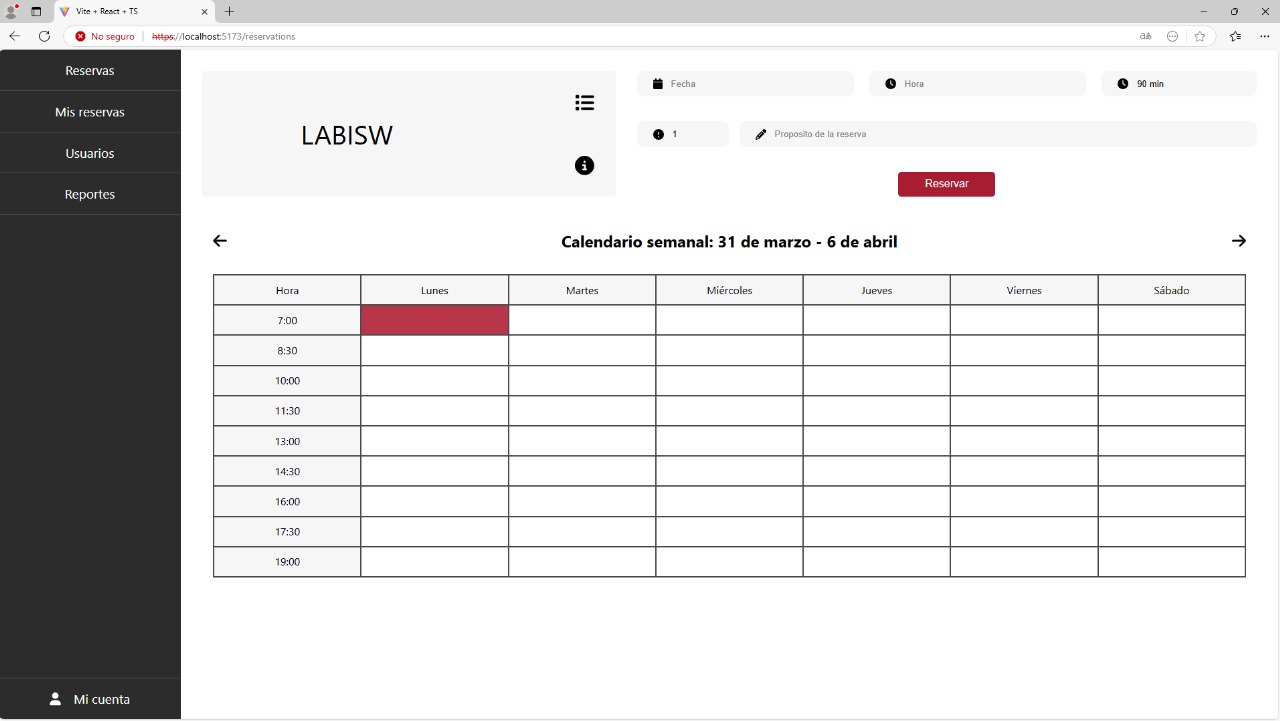 Vite + React + TS
No seguro
https://localhost:5173/reservations
aあ
Reservas
Mis reservas
Usuarios
Reportes
Mi cuenta
LABISW
Fecha
Hora
90 min
1
Proposito de la reserva
Reservar
Calendario semanal: 31 de marzo - 6 de abril
Hora Lunes Martes Miércoles Jueves Viernes Sábado
7:00
8:30
10:00
11:30
13:00
14:30
16:00
17:30
19:00